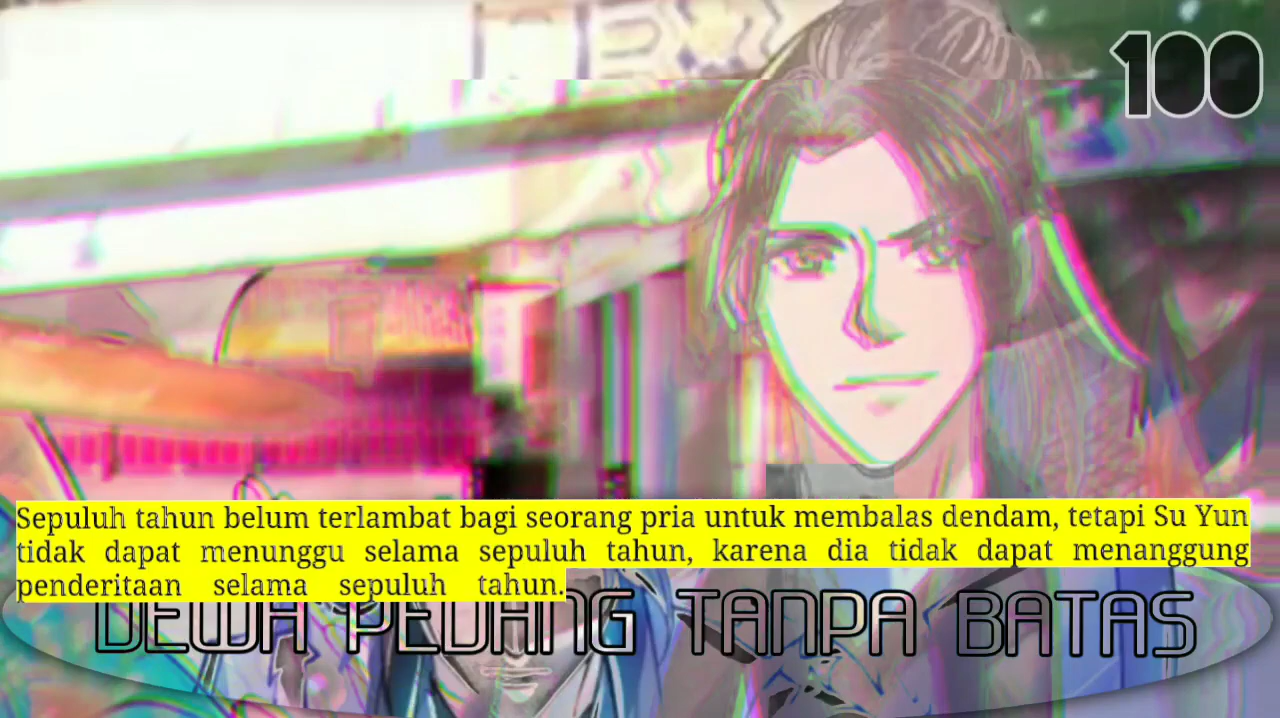 100
Sepuluh tahun belum terlambat bagi seorang pria untuk membalas dendam, tetapi Su Yun
tidak dapat menunggu selama sepuluh tahun, karena dia tidak dapat menanggung
penderitaan selama sepuluh tahun.
DEWA PEDANG TANPA BATAS